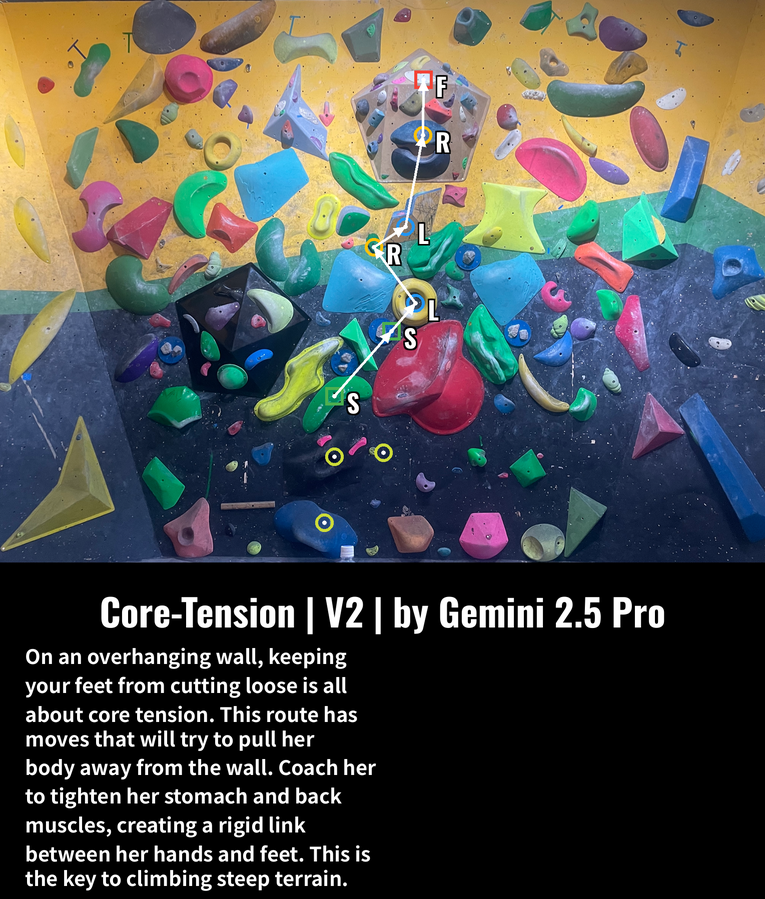 F
R
L
R
L
S
S
Core-Tension | V2 | by Gemini 2.5 Pro
On an overhanging wall, keeping
your feet from cutting loose is all
about core tension. This route has
moves that will try to pull her
body away from the wall. Coach her
to tighten her stomach and back
muscles, creating a rigid link
between her hands and feet. This is
the key to climbing steep terrain.